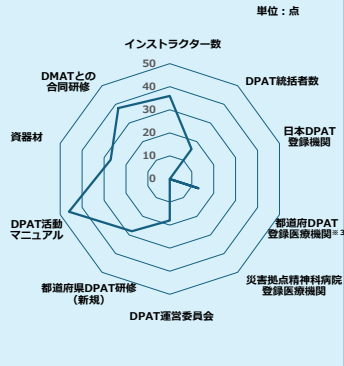 単位：点
インストラクター数
DPAT統括者数
日本DPAT
登録機関
都道府DPAT
登録医療機関※3
災害拠点精神科病院
登録医療機関
DPAT運営委員会
都道府県DPAT研修
（新規）
DPAT活動
マニュアル
資器材
DMATとの
合同研修
50
40
30
20
10
0